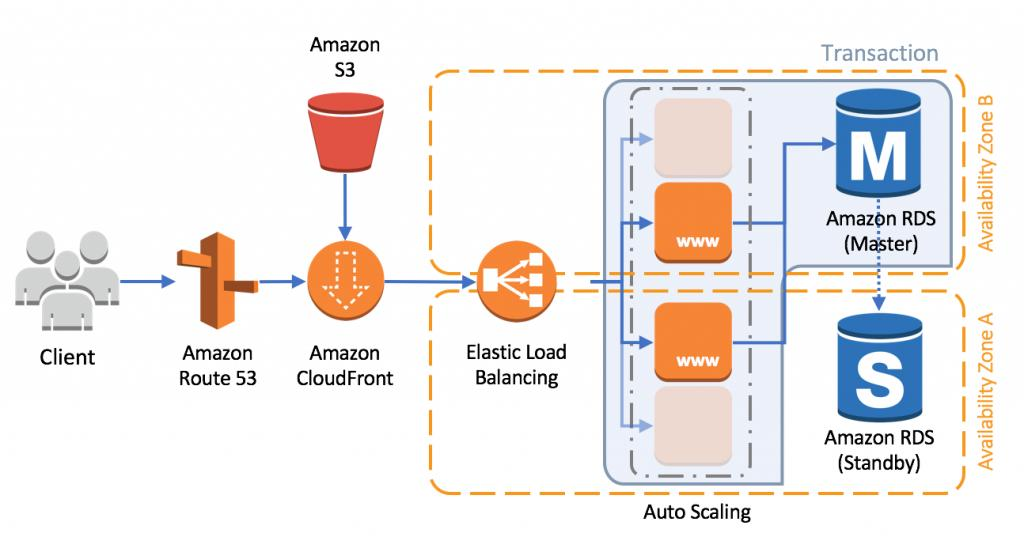 Amazon
S3
Transaction
M
Availability Zone B
www
Amazon RDS
(Master)
Client
Amazon
Route 53
Amazon
CloudFront
Elastic Load
Balancing
www
S
Amazon RDS
(Standby)
Availability Zone A
Auto Scaling